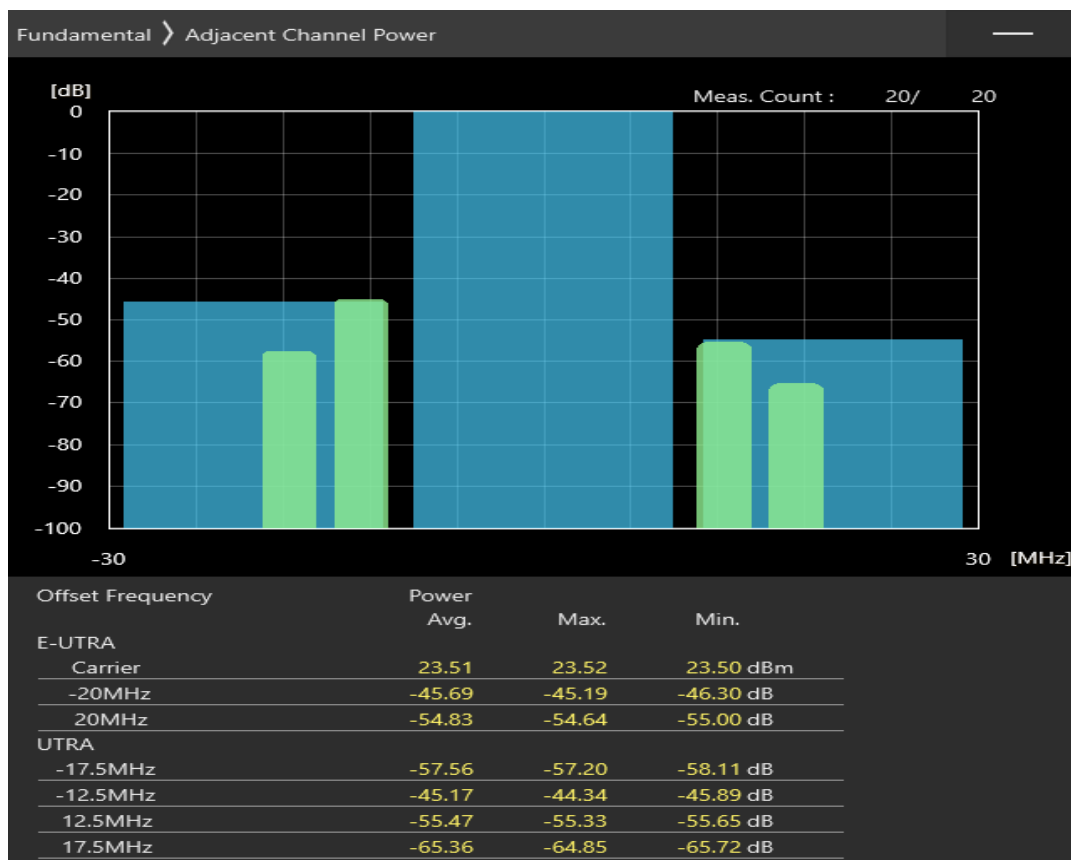 Fundamental ❯ Adjacent Channel Power
[dB]
Meas. Count : 20/ 20
0
-10
-20
-30
-40
-50
-60
-70
-80
-90
-100
-30 30 [MHz]
Offset Frequency Power
Avg. Max. Min.
E-UTRA
Carrier 23.51 23.52 23.50 dBm
-20MHz -45.69 -45.19 -46.30 dB
20MHz -54.83 -54.64 -55.00 dB
UTRA
-17.5MHz -57.56 -57.20 -58.11 dB
-12.5MHz -45.17 -44.34 -45.89 dB
12.5MHz -55.47 -55.33 -55.65 dB
17.5MHz -65.36 -64.85 -65.72 dB